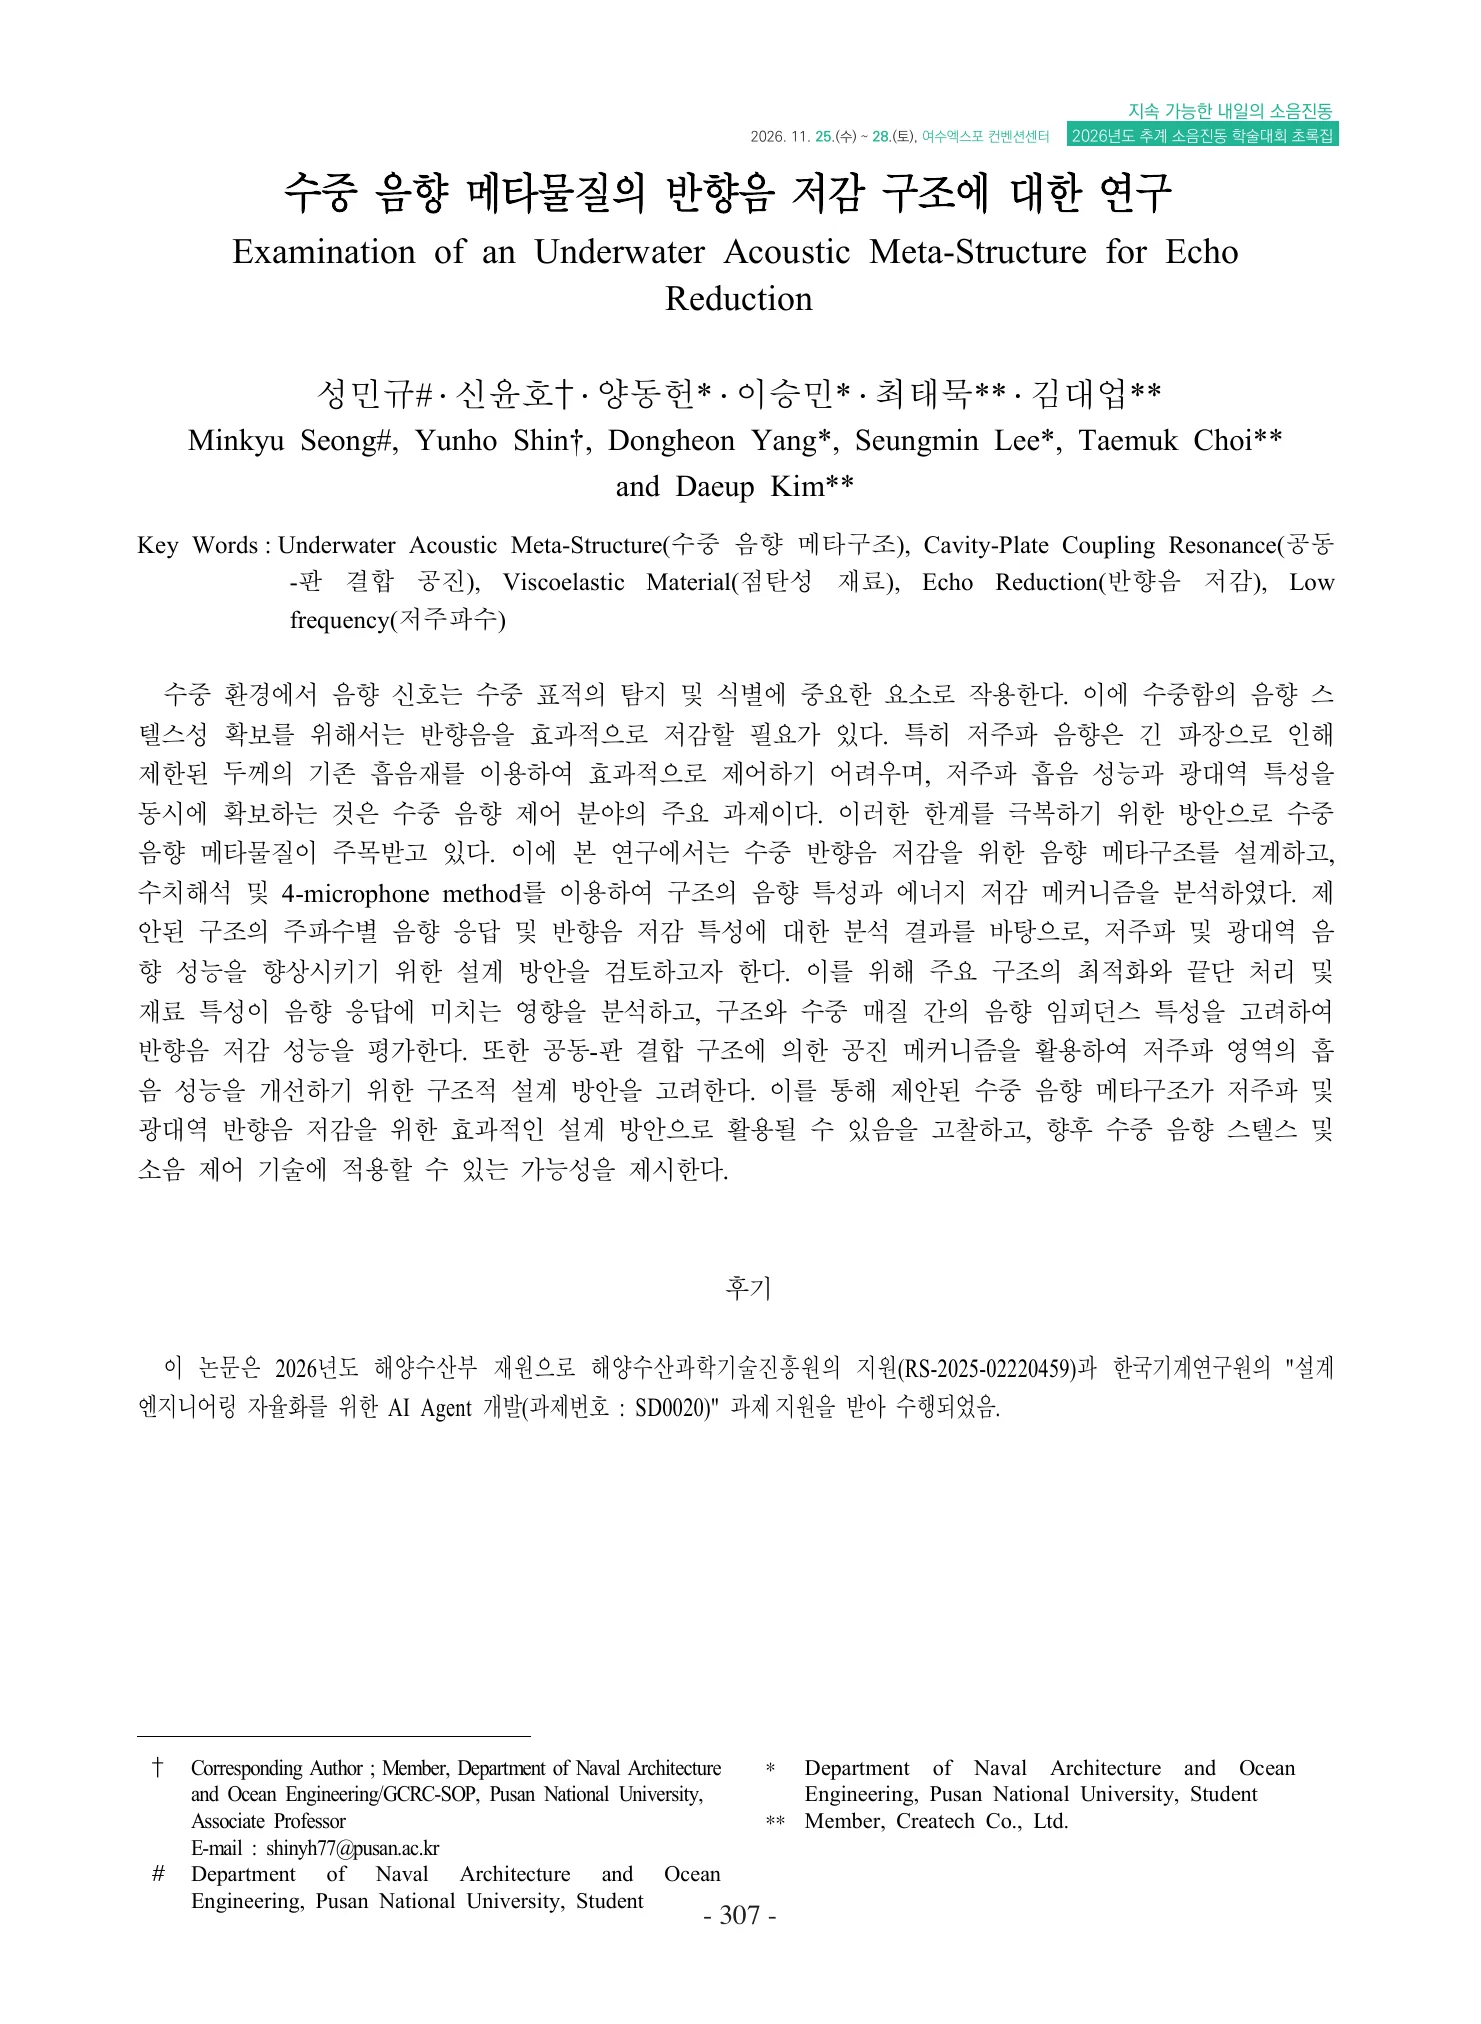 지속 가능한 내일의 소음진동
2026. 11. 25.(수) ~ 28.(토), 여수엑스포 컨벤션센터 2026년도 추계 소음진동 학술대회 초록집
수중 음향 메타물질의 반향음 저감 구조에 대한 연구
Examination of an Underwater Acoustic Meta-Structure for Echo
Reduction
성민규# · 신윤호† · 양동헌* · 이승민* · 최태묵** · 김대업**
Minkyu Seong#, Yunho Shin†, Dongheon Yang*, Seungmin Lee*, Taemuk Choi**
and Daeup Kim**
Key Words : Underwater Acoustic Meta-Structure(수중 음향 메타구조), Cavity-Plate Coupling Resonance(공동
-판 결합 공진), Viscoelastic Material(점탄성 재료), Echo Reduction(반향음 저감), Low
frequency(저주파수)
수중 환경에서 음향 신호는 수중 표적의 탐지 및 식별에 중요한 요소로 작용한다. 이에 수중함의 음향 스
텔스성 확보를 위해서는 반향음을 효과적으로 저감할 필요가 있다. 특히 저주파 음향은 긴 파장으로 인해
제한된 두께의 기존 흡음재를 이용하여 효과적으로 제어하기 어려우며, 저주파 흡음 성능과 광대역 특성을
동시에 확보하는 것은 수중 음향 제어 분야의 주요 과제이다. 이러한 한계를 극복하기 위한 방안으로 수중
음향 메타물질이 주목받고 있다. 이에 본 연구에서는 수중 반향음 저감을 위한 음향 메타구조를 설계하고,
수치해석 및 4-microphone method를 이용하여 구조의 음향 특성과 에너지 저감 메커니즘을 분석하였다. 제
안된 구조의 주파수별 음향 응답 및 반향음 저감 특성에 대한 분석 결과를 바탕으로, 저주파 및 광대역 음
향 성능을 향상시키기 위한 설계 방안을 검토하고자 한다. 이를 위해 주요 구조의 최적화와 끝단 처리 및
재료 특성이 음향 응답에 미치는 영향을 분석하고, 구조와 수중 매질 간의 음향 임피던스 특성을 고려하여
반향음 저감 성능을 평가한다. 또한 공동-판 결합 구조에 의한 공진 메커니즘을 활용하여 저주파 영역의 흡
음 성능을 개선하기 위한 구조적 설계 방안을 고려한다. 이를 통해 제안된 수중 음향 메타구조가 저주파 및
광대역 반향음 저감을 위한 효과적인 설계 방안으로 활용될 수 있음을 고찰하고, 향후 수중 음향 스텔스 및
소음 제어 기술에 적용할 수 있는 가능성을 제시한다.
후기
이 논문은 2026년도 해양수산부 재원으로 해양수산과학기술진흥원의 지원(RS-2025-02220459)과 한국기계연구원의 "설계
엔지니어링 자율화를 위한 AI Agent 개발(과제번호 : SD0020)" 과제 지원을 받아 수행되었음.
† Corresponding Author ; Member, Department of Naval Architecture
and Ocean Engineering/GCRC-SOP, Pusan National University,
Associate Professor
E-mail : shinyh77@pusan.ac.kr
# Department of Naval Architecture and Ocean
Engineering, Pusan National University, Student
* Department of Naval Architecture and Ocean
Engineering, Pusan National University, Student
** Member, Createch Co., Ltd.
- 307 -